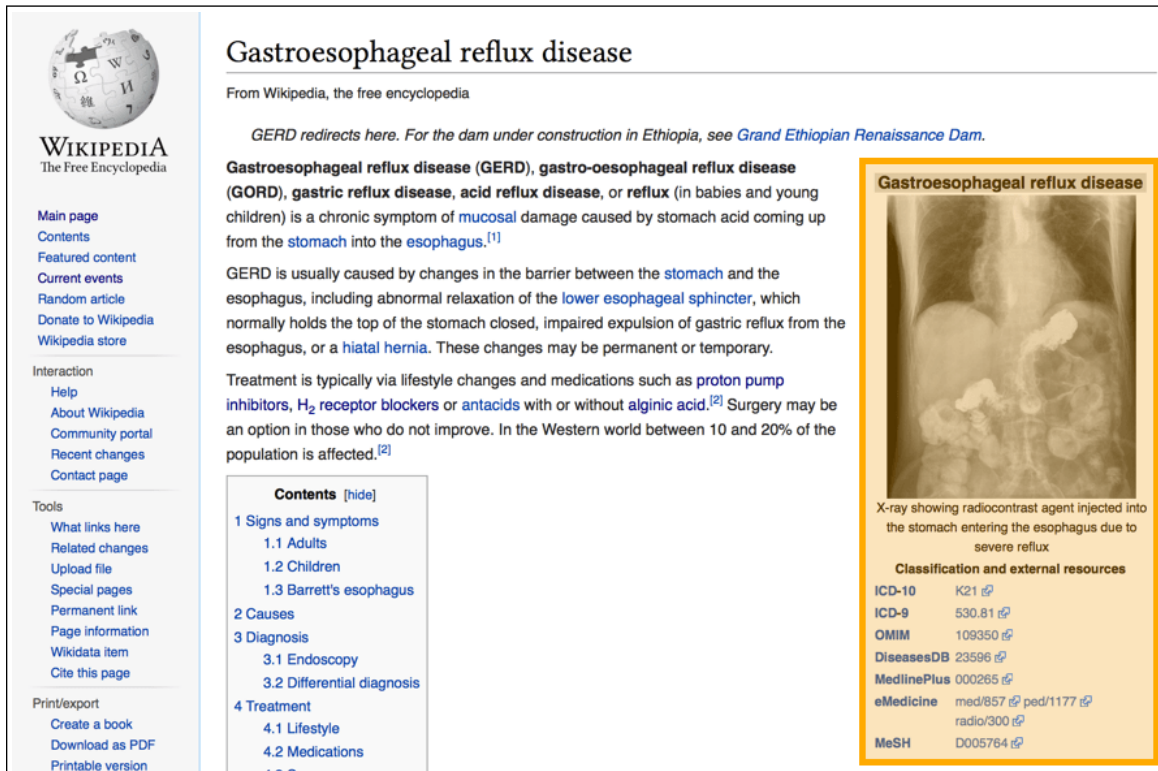 WIKIPEDIA
The Free Encyclopedia
Main page
Contents
Featured content
Current events
Random article
Donate to Wikipedia
Wikipedia store
Interaction
Help
About Wikipedia
Community portal
Recent changes
Contact page
Tools
What links here
Related changes
Upload file
Special pages
Permanent link
Page information
Wikidata item
Cite this page
Print/export
Create a book
Download as PDF
Printable version
Gastroesophageal reflux disease
From Wikipedia, the free encyclopedia
GERD redirects here. For the dam under construction in Ethiopia, see Grand Ethiopian Renaissance Dam.
Gastroesophageal reflux disease (GERD), gastro-oesophageal reflux disease
(GORD), gastric reflux disease, acid reflux disease, or reflux (in babies and young
children) is a chronic symptom of mucosal damage caused by stomach acid coming up
from the stomach into the esophagus.[1]
GERD is usually caused by changes in the barrier between the stomach and the
esophagus, including abnormal relaxation of the lower esophageal sphincter, which
normally holds the top of the stomach closed, impaired expulsion of gastric reflux from the
esophagus, or a hiatal hernia. These changes may be permanent or temporary.
Treatment is typically via lifestyle changes and medications such as proton pump
inhibitors, H2 receptor blockers or antacids with or without alginic acid.[2] Surgery may be
an option in those who do not improve. In the Western world between 10 and 20% of the
population is affected.[2]
Contents [hide]
1 Signs and symptoms
1.1 Adults
1.2 Children
1.3 Barrett's esophagus
2 Causes
3 Diagnosis
3.1 Endoscopy
3.2 Differential diagnosis
4 Treatment
4.1 Lifestyle
4.2 Medications
Gastroesophageal reflux disease
X-ray showing radiocontrast agent injected into
the stomach entering the esophagus due to
severe reflux
Classification and external resources
ICD-10 K21
ICD-9 530.81
OMIM 109350
DiseasesDB 23596
MedlinePlus 000265
eMedicine med/857 ped/1177
radio/300
MeSH D005764